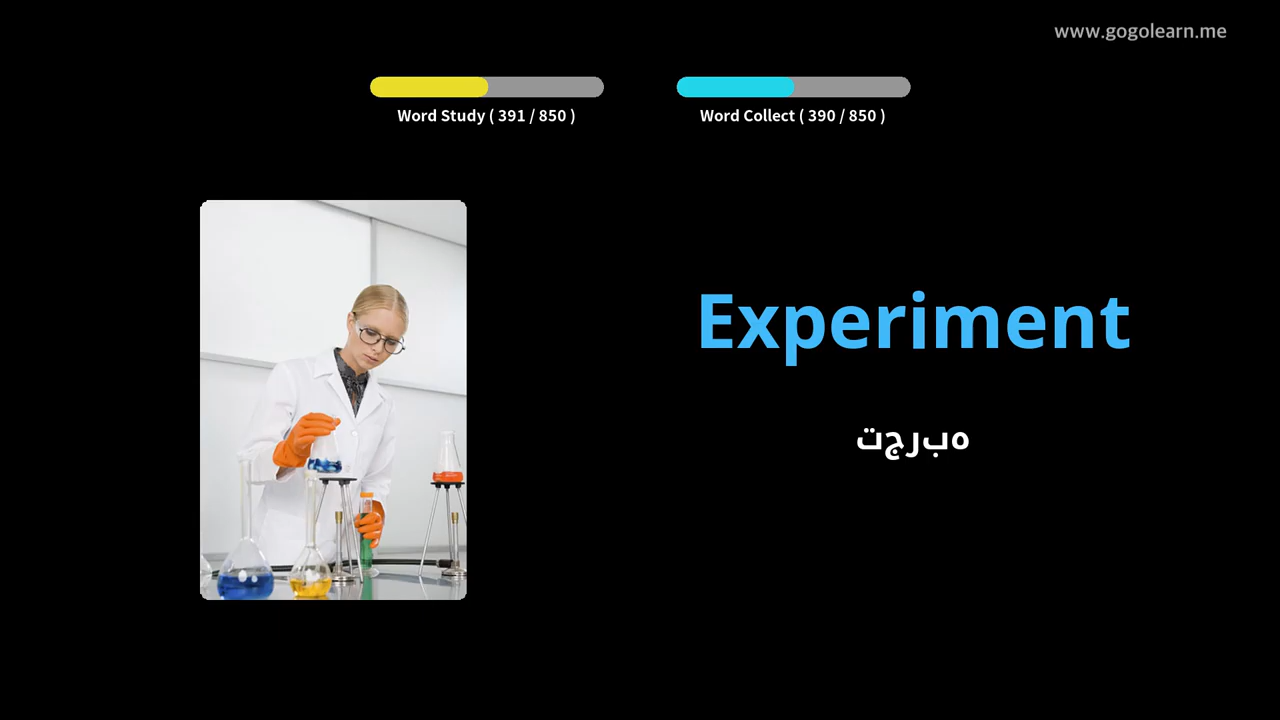 www.gogolearn.me
Word Study ( 391 / 850 )
Word Collect ( 390 / 850 )
Experiment
تجربه